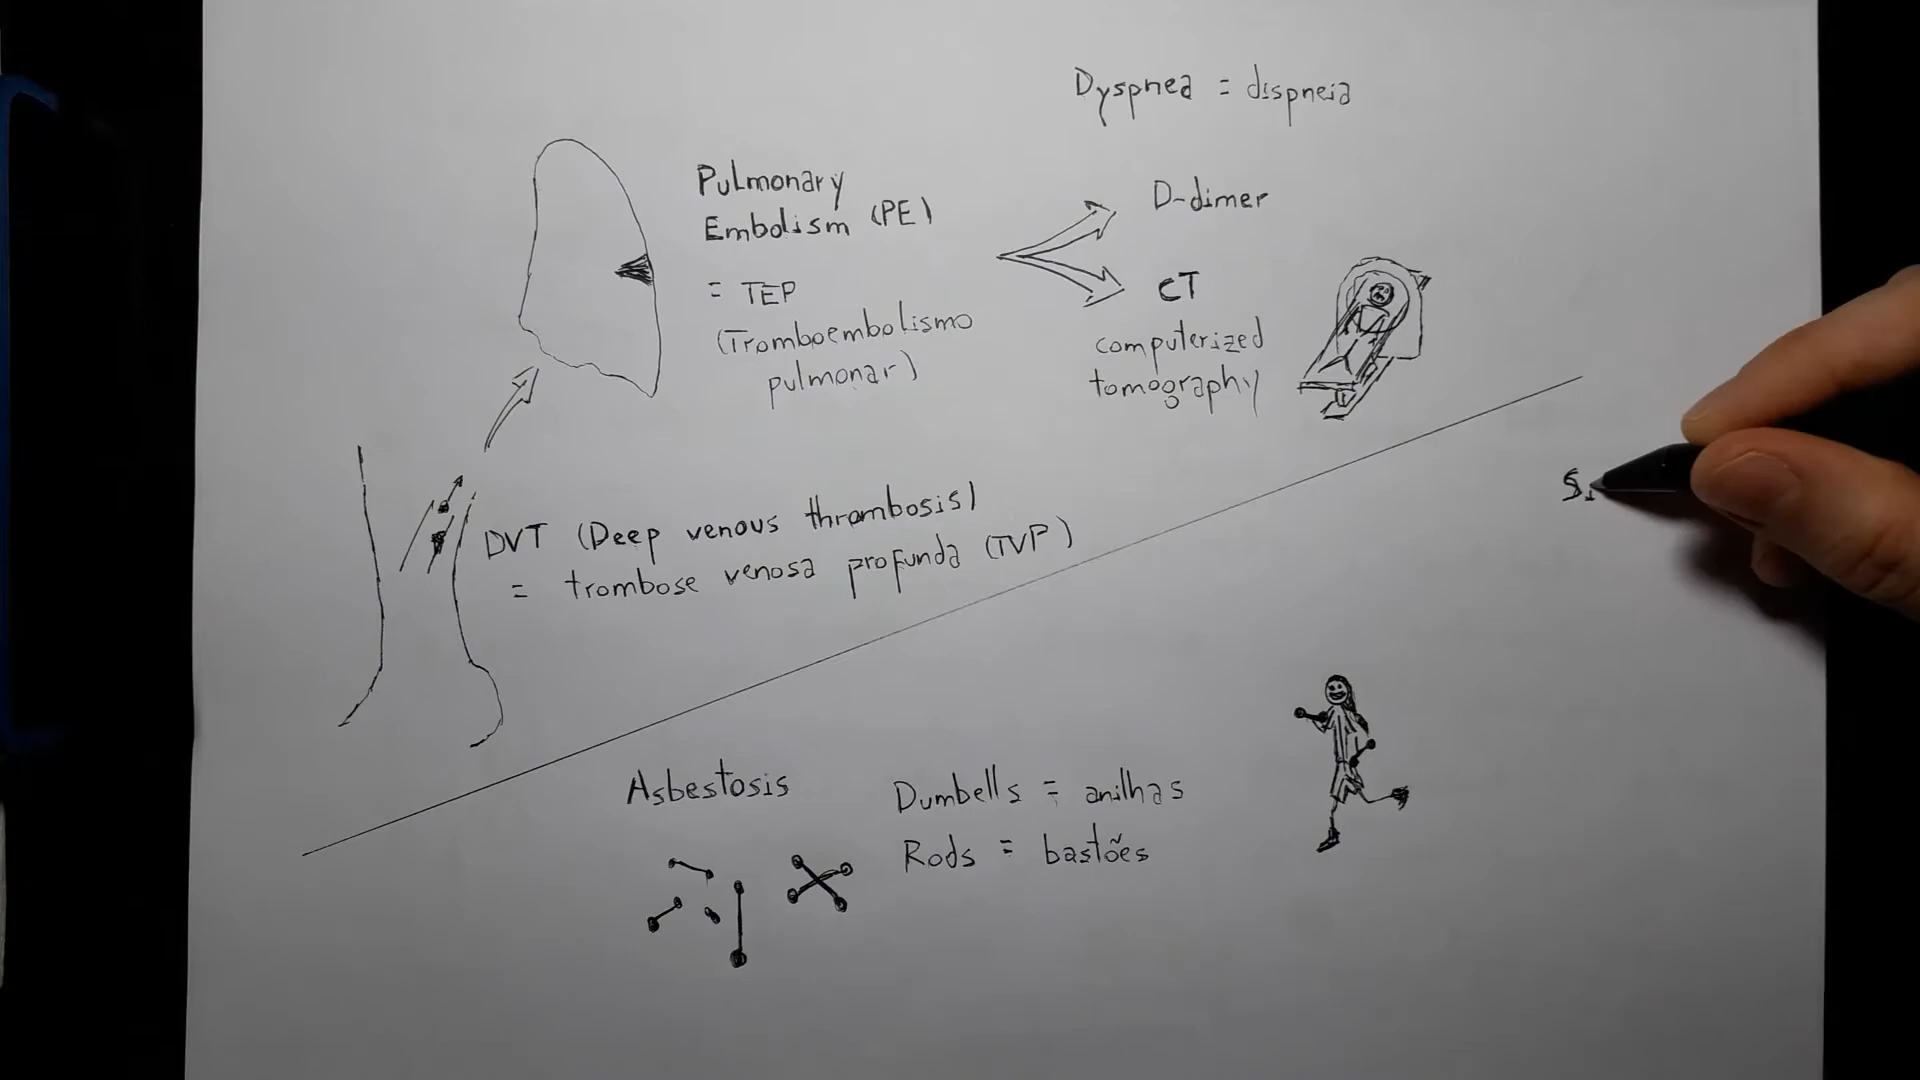 Dyspnea = dispneia
Pulmonary
Embolism (PE)
= TEP
(Tromboembolismo
pulmonar)
D-dimer
CT
computerized
tomography
DVT (Deep venous thrombosis)
= trombose venosa profunda (TVP)
Asbestosis
Dumbells = anilhas
Rods = bastões